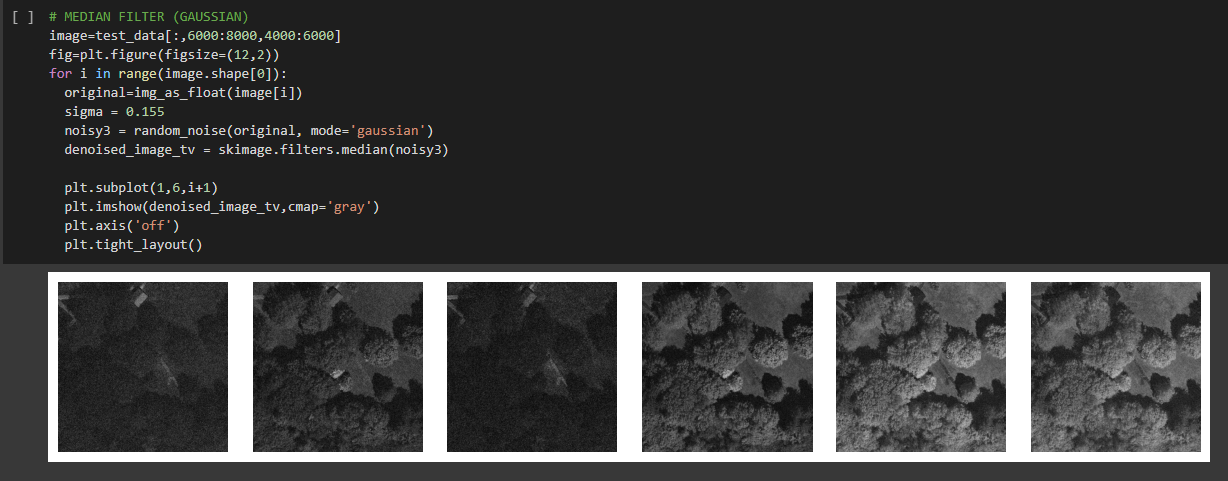 [ ] # MEDIAN FILTER (GAUSSIAN)
image=test_data[:,6000:8000,4000:6000]
fig=plt.figure(figsize=(12,2))
for i in range(image.shape[0]):
  original=img_as_float(image[i])
  sigma = 0.155
  noisy3 = random_noise(original, mode='gaussian')
  denoised_image_tv = skimage.filters.median(noisy3)
  plt.subplot(1,6,i+1)
  plt.imshow(denoised_image_tv,cmap='gray')
  plt.axis('off')
  plt.tight_layout()